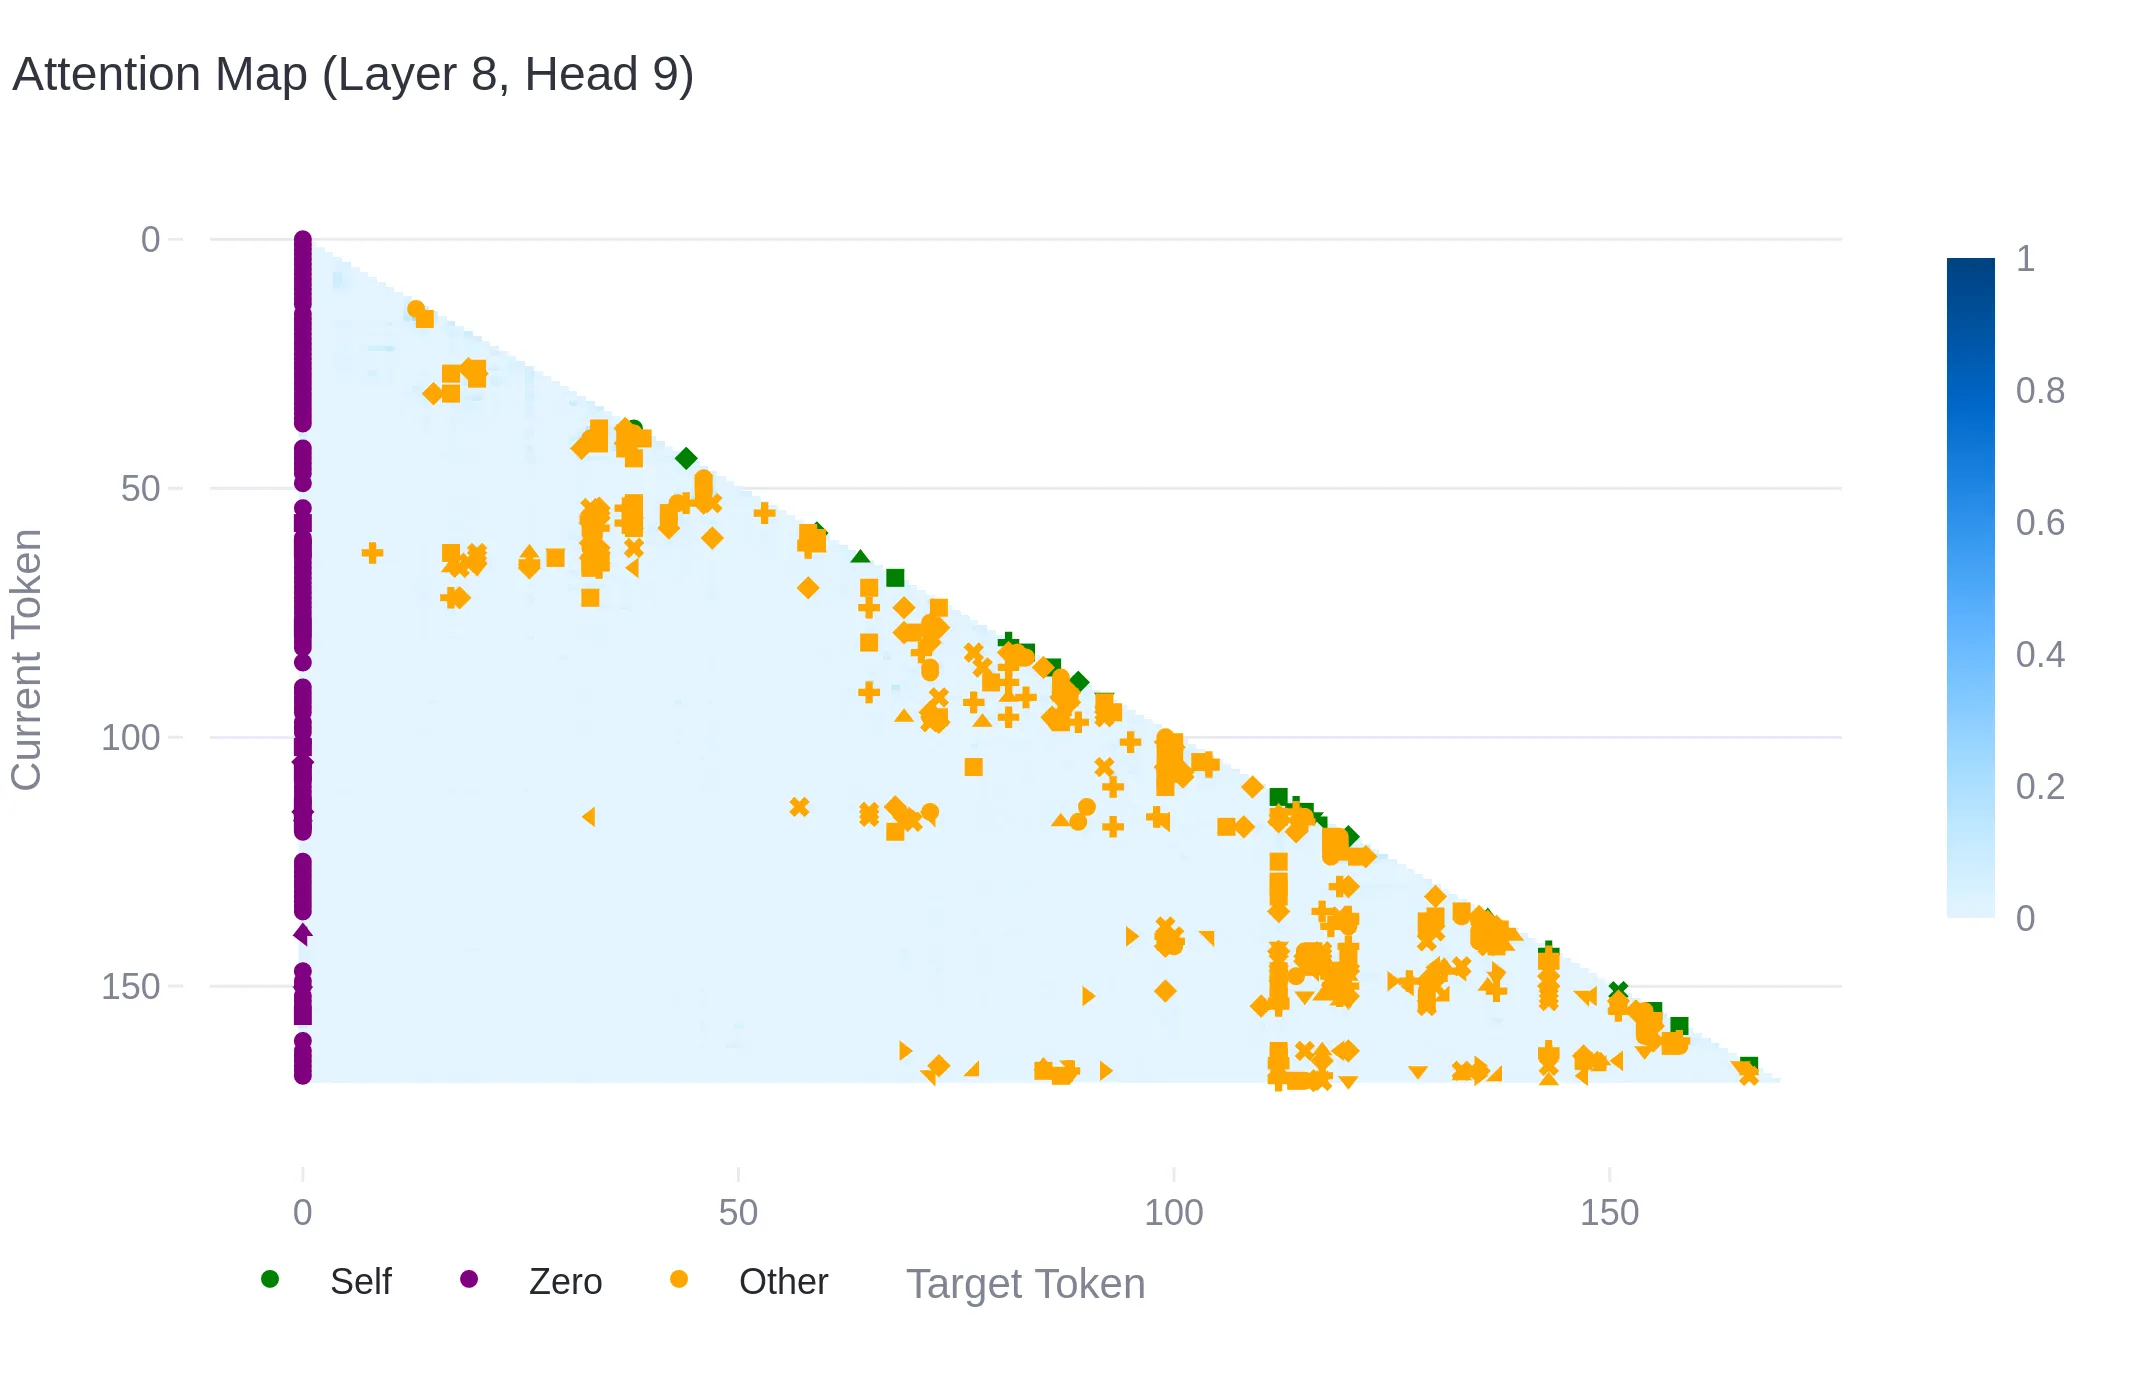 Attention Map (Layer 8, Head 9)
0
50
100
150
Current Token
1
0.8
0.6
0.4
0.2
0
0 50 100 150
Self Zero Other Target Token